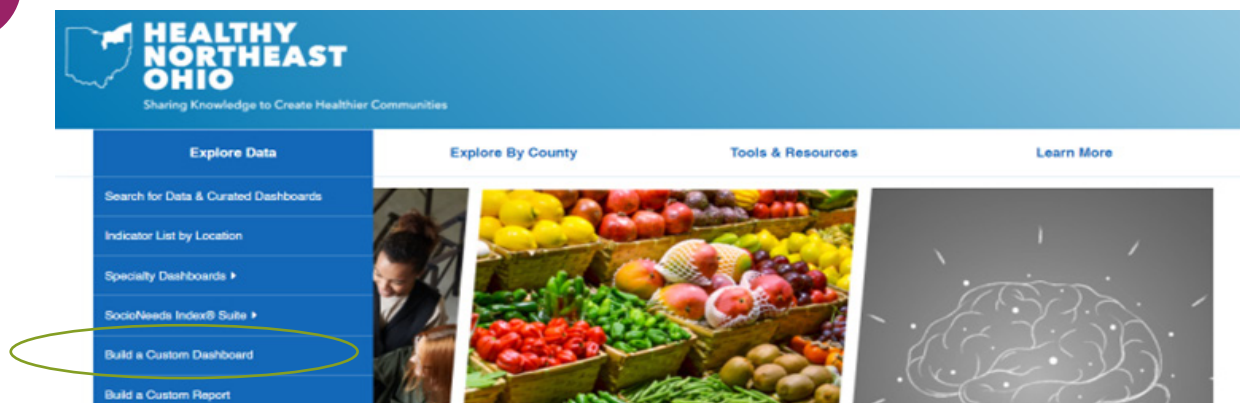 HEALTHY
NORTHEAST
OHIO
Sharing Knowledge to Create Healthier Communities
Explore Data
Explore By County
Tools & Resources
Learn More
Search for Data & Curated Dashboards
Indicator List by Location
Specialty Dashboards
SocioNeeds Index® Suite
Build a Custom Dashboard
Build a Custom Report